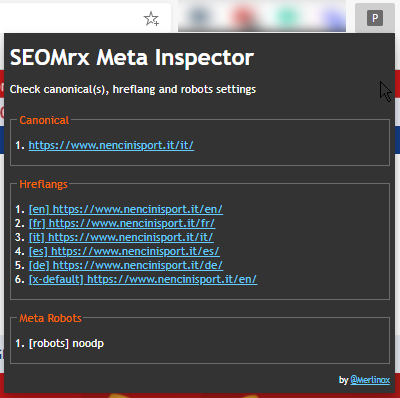 P
SEOMrx Meta Inspector
Check canonical(s), hreflang and robots settings
Canonical
1. https://www.nencinisport.it/it/
Hreflangs
1. [en] https://www.nencinisport.it/en/
2. [fr] https://www.nencinisport.it/fr/
3. [it] https://www.nencinisport.it/it/
4. [es] https://www.nencinisport.it/es/
5. [de] https://www.nencinisport.it/de/
6. [x-default] https://www.nencinisport.it/en/
Meta Robots
1. [robots] noodp
by @Merlinox